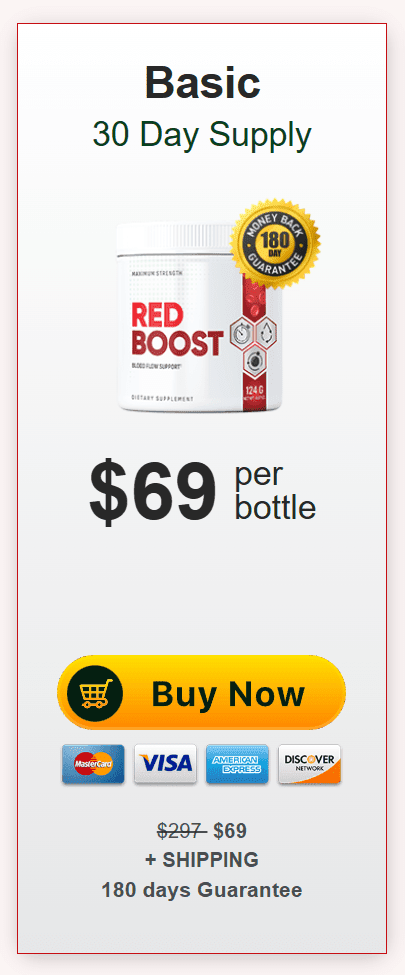 Basic
30 Day Supply
MONEY BACK
180
DAY
GUARANTEE
MAXIMUM STRENGTH
RED
BOOST
BLOOD FLOW SUPPORT
124 G
DIETARY SUPPLEMENT
$69 per
bottle
Buy Now
MasterCard
VISA
AMERICAN
EXPRESS
DISCOVER
NETWORK
$297 $69
+ SHIPPING
180 days Guarantee